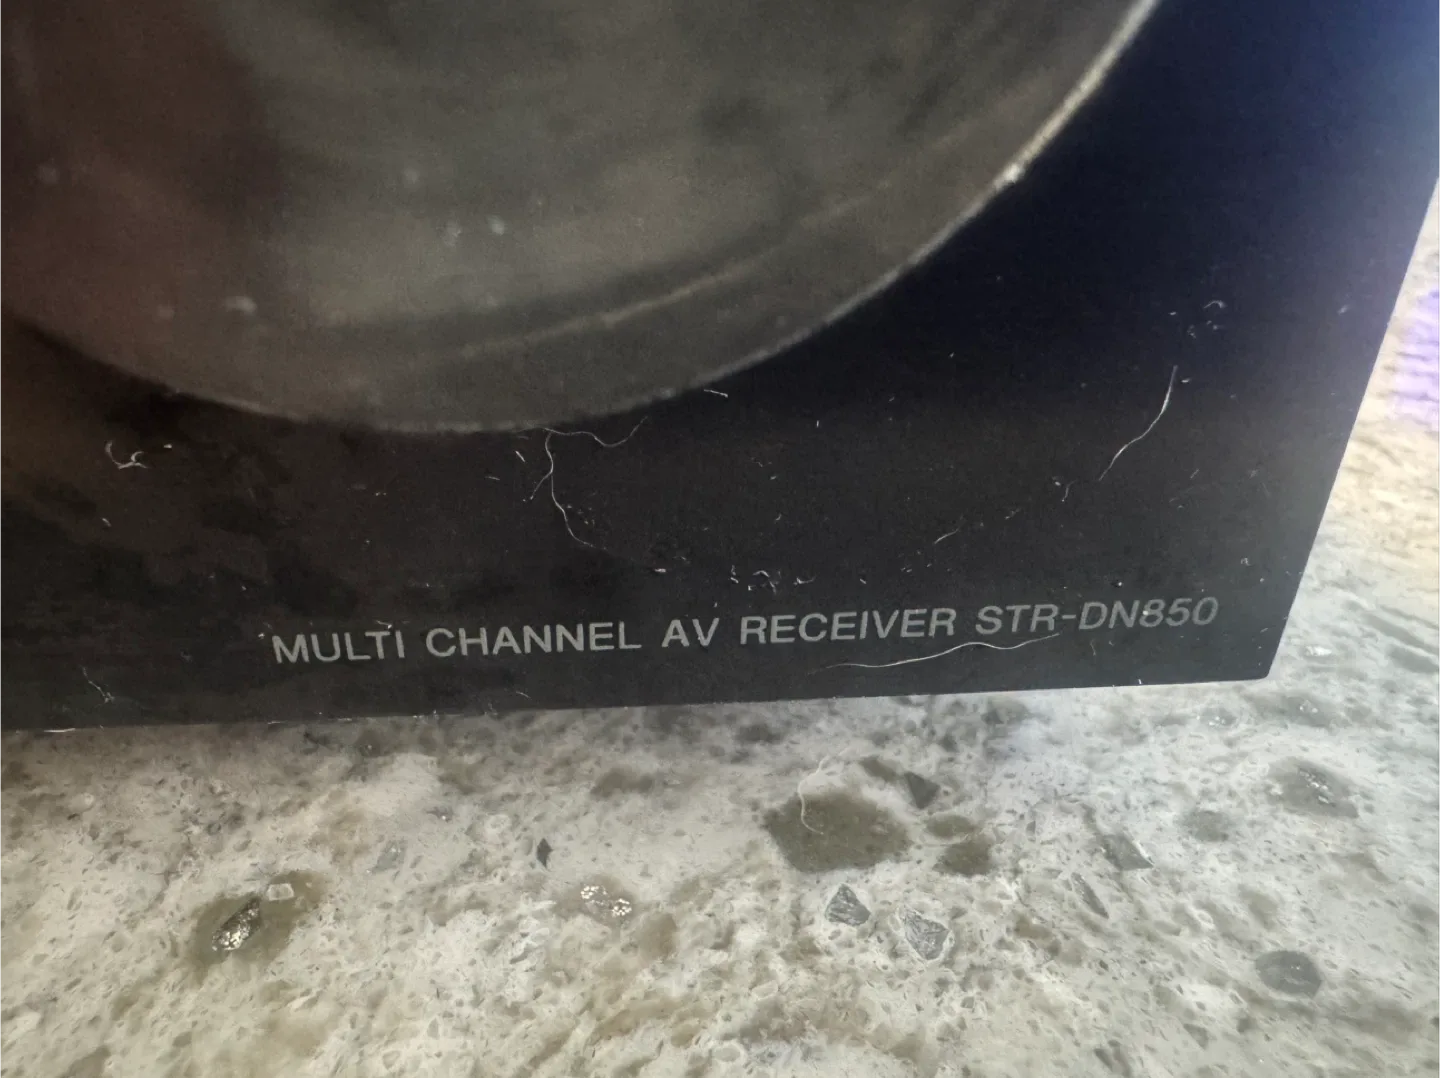 MULTI CHANNEL AV RECEIVER STR-DN850